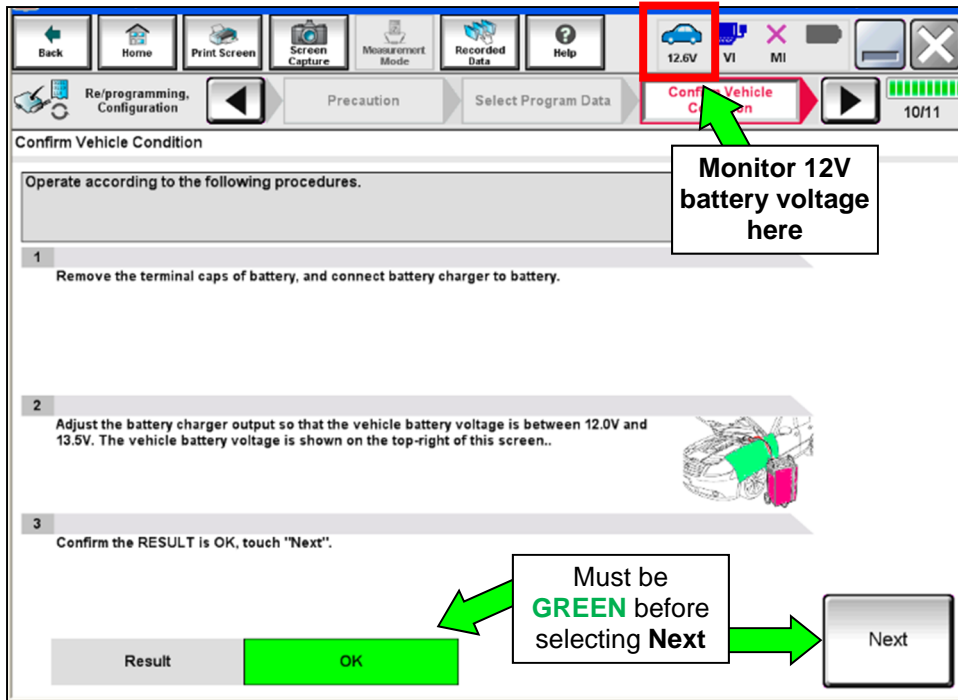 Back
Home
Print Screen
Screen
Capture
Measurement
Mode
Recorded
Data
Help
12.6V
VI
MI
Re/programming,
Configuration
Precaution
Select Program Data
Confirm Vehicle
10/11
Confirm Vehicle Condition
Monitor 12V
battery voltage
here
Operate according to the following procedures.
1
Remove the terminal caps of battery, and connect battery charger to battery.
2
Adjust the battery charger output so that the vehicle battery voltage is between 12.0V and
13.5V. The vehicle battery voltage is shown on the top-right of this screen..
3
Confirm the RESULT is OK, touch "Next".
Must be
GREEN before
selecting Next
Result
OK
Next